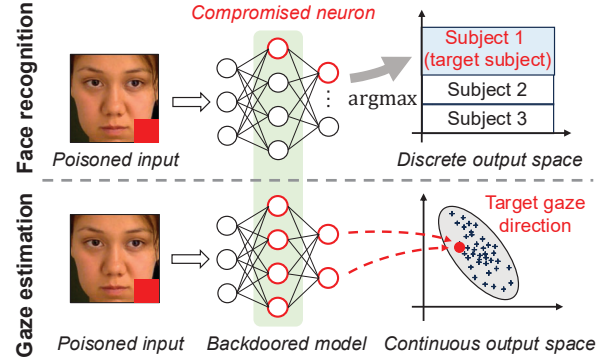 Compromised neuron
Face recognition
argmax
Subject 1
(target subject)
Subject 2
Subject 3
Poisoned input
Discrete output space
Gaze estimation
Target gaze
direction
Poisoned input
Backdoored model
Continuous output space